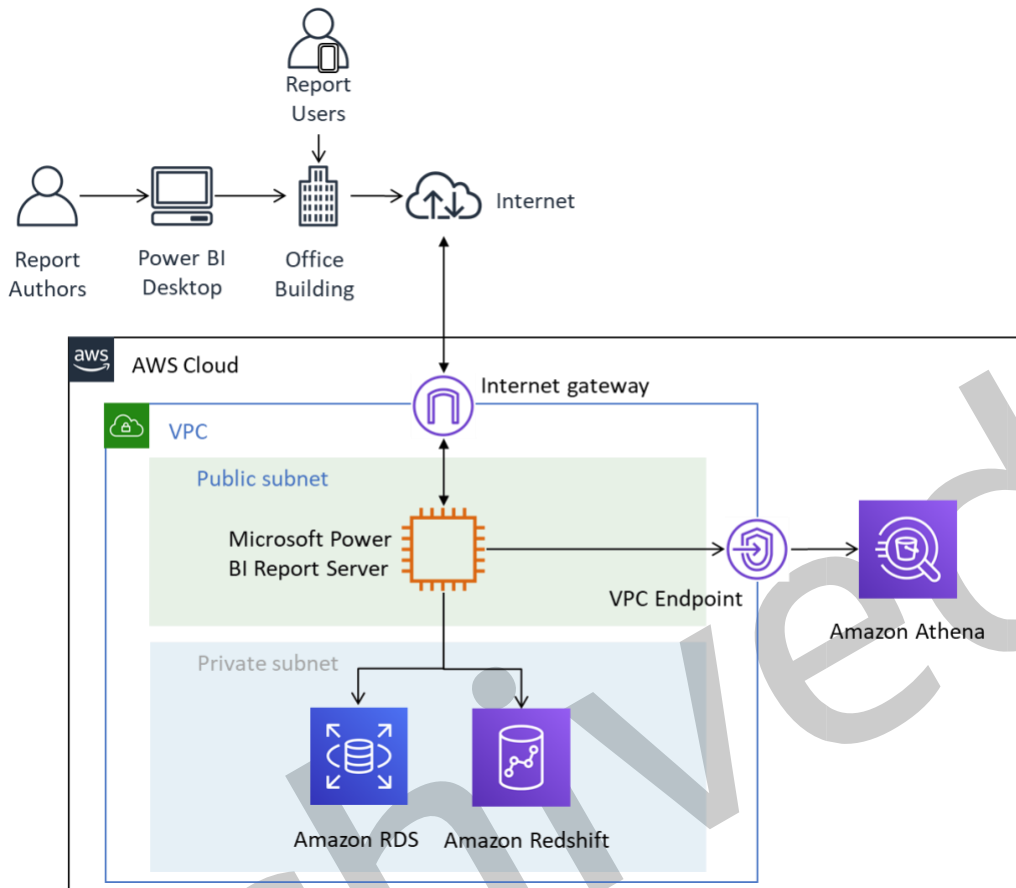 Report
Users
Internet
Report
Authors
Power BI
Desktop
Office
Building
aws
AWS Cloud
Internet gateway
VPC
Public subnet
Microsoft Power
BI Report Server
VPC Endpoint
Amazon Athena
Private subnet
Amazon RDS
Amazon Redshift
hived